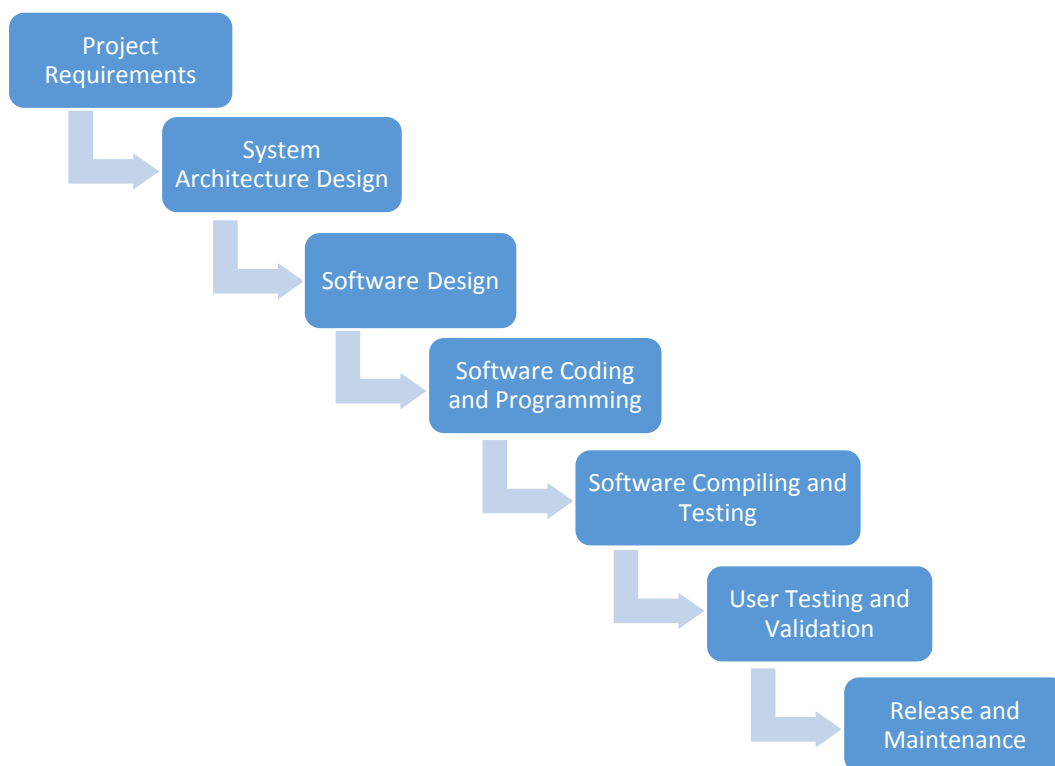 Project
Requirements
System
Architecture Design
Software Design
Software Coding
and Programming
Software Compiling and
Testing
User Testing and
Validation
Release and
Maintenance